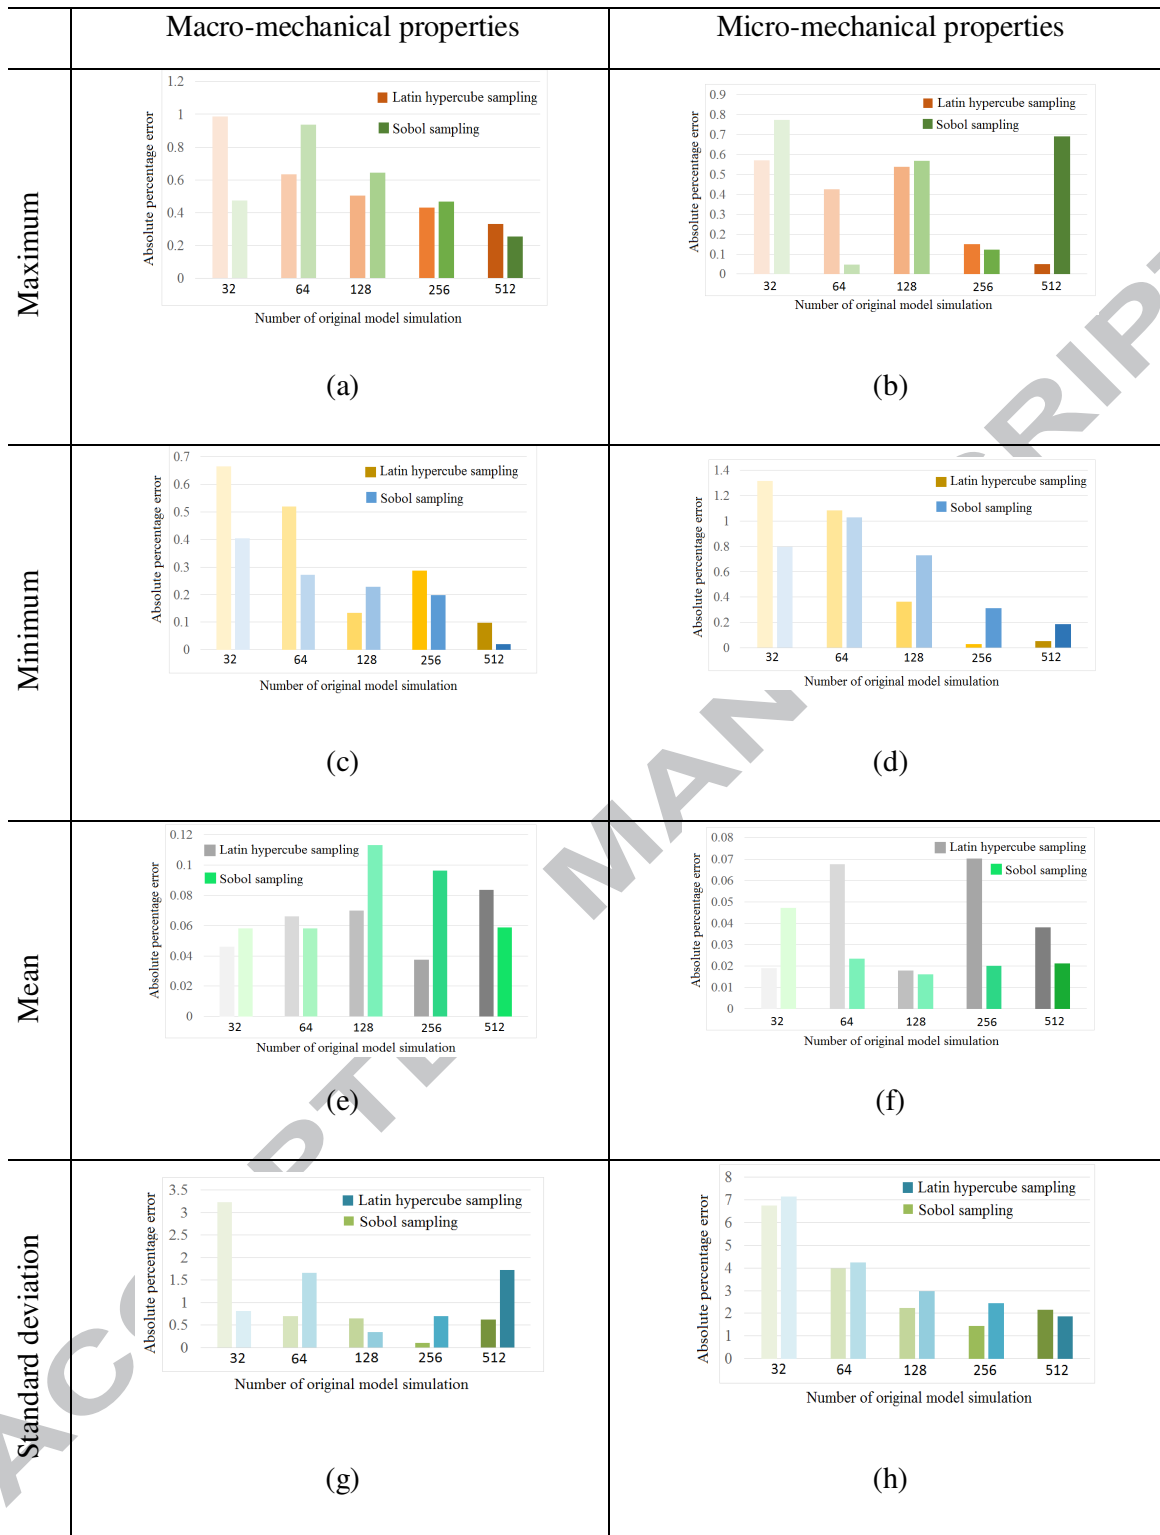 Macro-mechanical properties
Micro-mechanical properties
Maximum
Absolute percentage error
1.2
1
0.8
0.6
0.4
0.2
0
Latin hypercube sampling
Sobol sampling
32 64 128 256 512
Number of original model simulation
(a)
Absolute percentage error
0.9
0.8
0.7
0.6
0.5
0.4
0.3
0.2
0.1
0
Latin hypercube sampling
Sobol sampling
32 64 128 256 512
Number of original model simulation
(b)
Minimum
Absolute percentage error
0.7
0.6
0.5
0.4
0.3
0.2
0.1
0
Latin hypercube sampling
Sobol sampling
32 64 128 256 512
Number of original model simulation
(c)
Absolute percentage error
1.4
1.2
1
0.8
0.6
0.4
0.2
0
Latin hypercube sampling
Sobol sampling
32 64 128 256 512
Number of original model simulation
(d)
Mean
Absolute percentage error
0.12
0.1
0.08
0.06
0.04
0.02
0
Latin hypercube sampling
Sobol sampling
32 64 128 256 512
Number of original model simulation
(e)
Absolute percentage error
0.08
0.07
0.06
0.05
0.04
0.03
0.02
0.01
0
Latin hypercube sampling
Sobol sampling
32 64 128 256 512
Number of original model simulation
(f)
Standard deviation
Absolute percentage error
3.5
3
2.5
2
1.5
1
0.5
0
Latin hypercube sampling
Sobol sampling
32 64 128 256 512
Number of original model simulation
(g)
Absolute percentage error
8
7
6
5
4
3
2
1
0
Latin hypercube sampling
Sobol sampling
32 64 128 256 512
Number of original model simulation
(h)